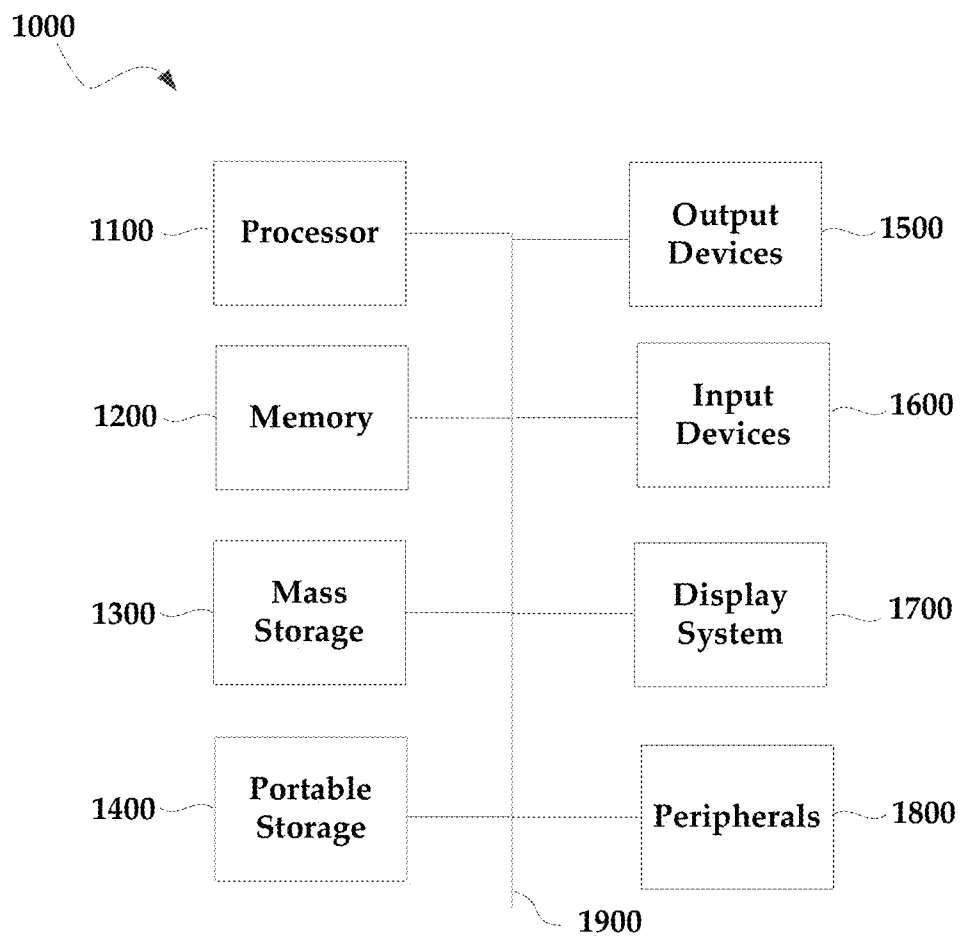 1000
1100
Processor
Output
Devices
1500
1200
Memory
Input
Devices
1600
1300
Mass
Storage
Display
System
1700
1400
Portable
Storage
Peripherals
1800
1900